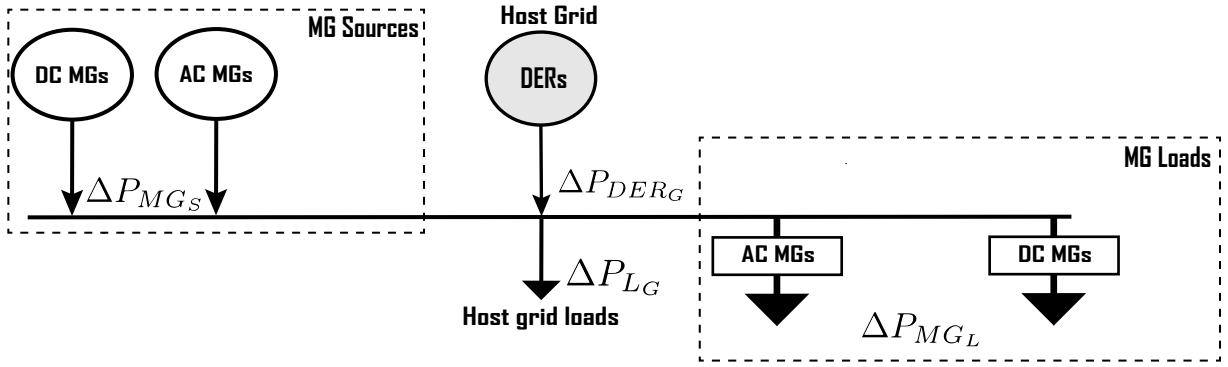 Host Grid
MG Sources
DC MGs
AC MGs
DERs
MG Loads
ΔP_{MG_S}
ΔP_{DER_G}
AC MGs
DC MGs
ΔP_{L_G}
Host grid loads
ΔP_{MG_L}